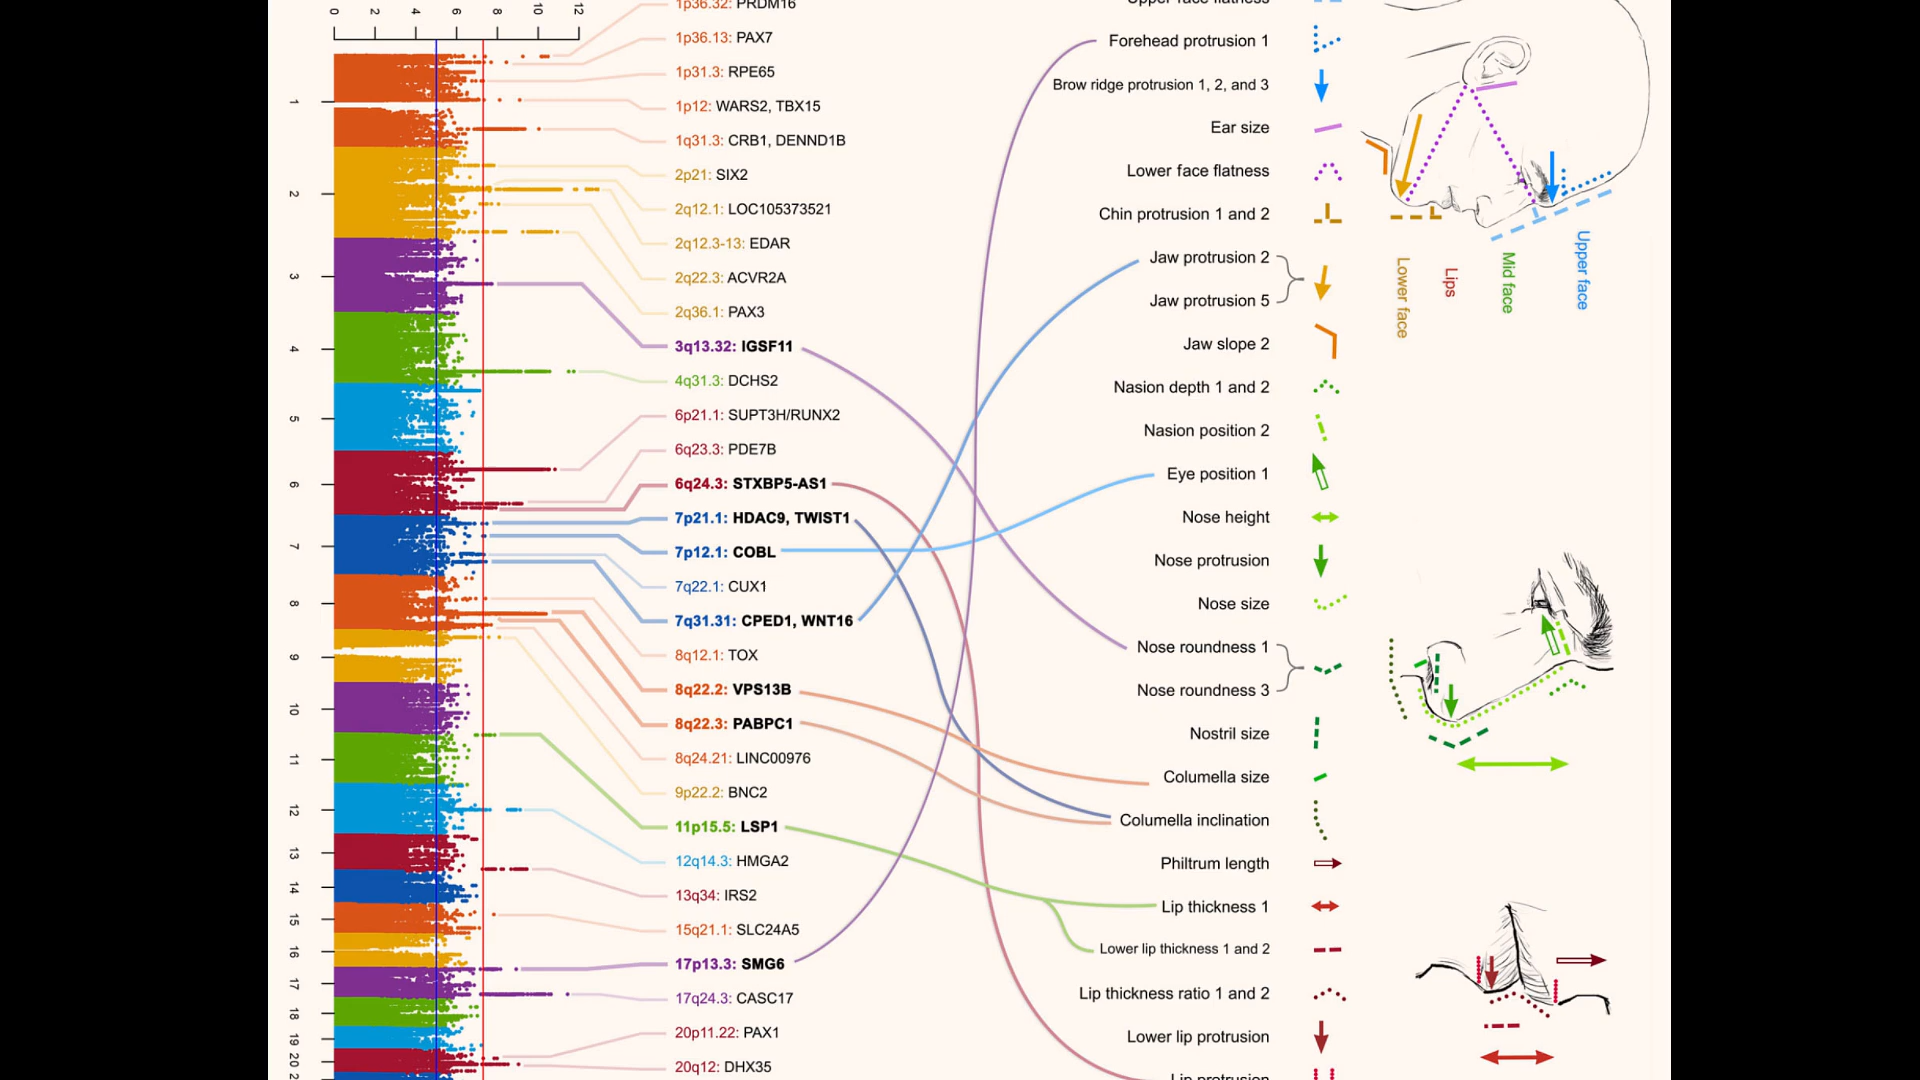 0 2 4 6 8 10 12
1p36.32: PRDM16
1p36.13: PAX7
1p31.3: RPE65
1p12: WARS2, TBX15
1q31.3: CRB1, DENND1B
2p21: SIX2
2q12.1: LOC105373521
2q12.3-13: EDAR
2q22.3: ACVR2A
2q36.1: PAX3
3q13.32: IGSF11
4q31.3: DCHS2
6p21.1: SUPT3H/RUNX2
6q23.3: PDE7B
6q24.3: STXBP5-AS1
7p21.1: HDAC9, TWIST1
7p12.1: COBL
7q22.1: CUX1
7q31.31: CPED1, WNT16
8q12.1: TOX
8q22.2: VPS13B
8q22.3: PABPC1
8q24.21: LINC00976
9p22.2: BNC2
11p15.5: LSP1
12q14.3: HMGA2
13q34: IRS2
15q21.1: SLC24A5
17p13.3: SMG6
17q24.3: CASC17
20p11.22: PAX1
20q12: DHX35
1
2
3
4
5
6
7
8
9
10
11
12
13
14
15
16
17
18
19
20
2
Upper face flatness
Forehead protrusion 1
Brow ridge protrusion 1, 2, and 3
Ear size
Lower face flatness
Chin protrusion 1 and 2
Jaw protrusion 2
Jaw protrusion 5
Jaw slope 2
Nasion depth 1 and 2
Nasion position 2
Eye position 1
Nose height
Nose protrusion
Nose size
Nose roundness 1
Nose roundness 3
Nostril size
Columella size
Columella inclination
Philtrum length
Lip thickness 1
Lower lip thickness 1 and 2
Lip thickness ratio 1 and 2
Lower lip protrusion
Lip protrusion
Lower face
Lips
Mid face
Upper face